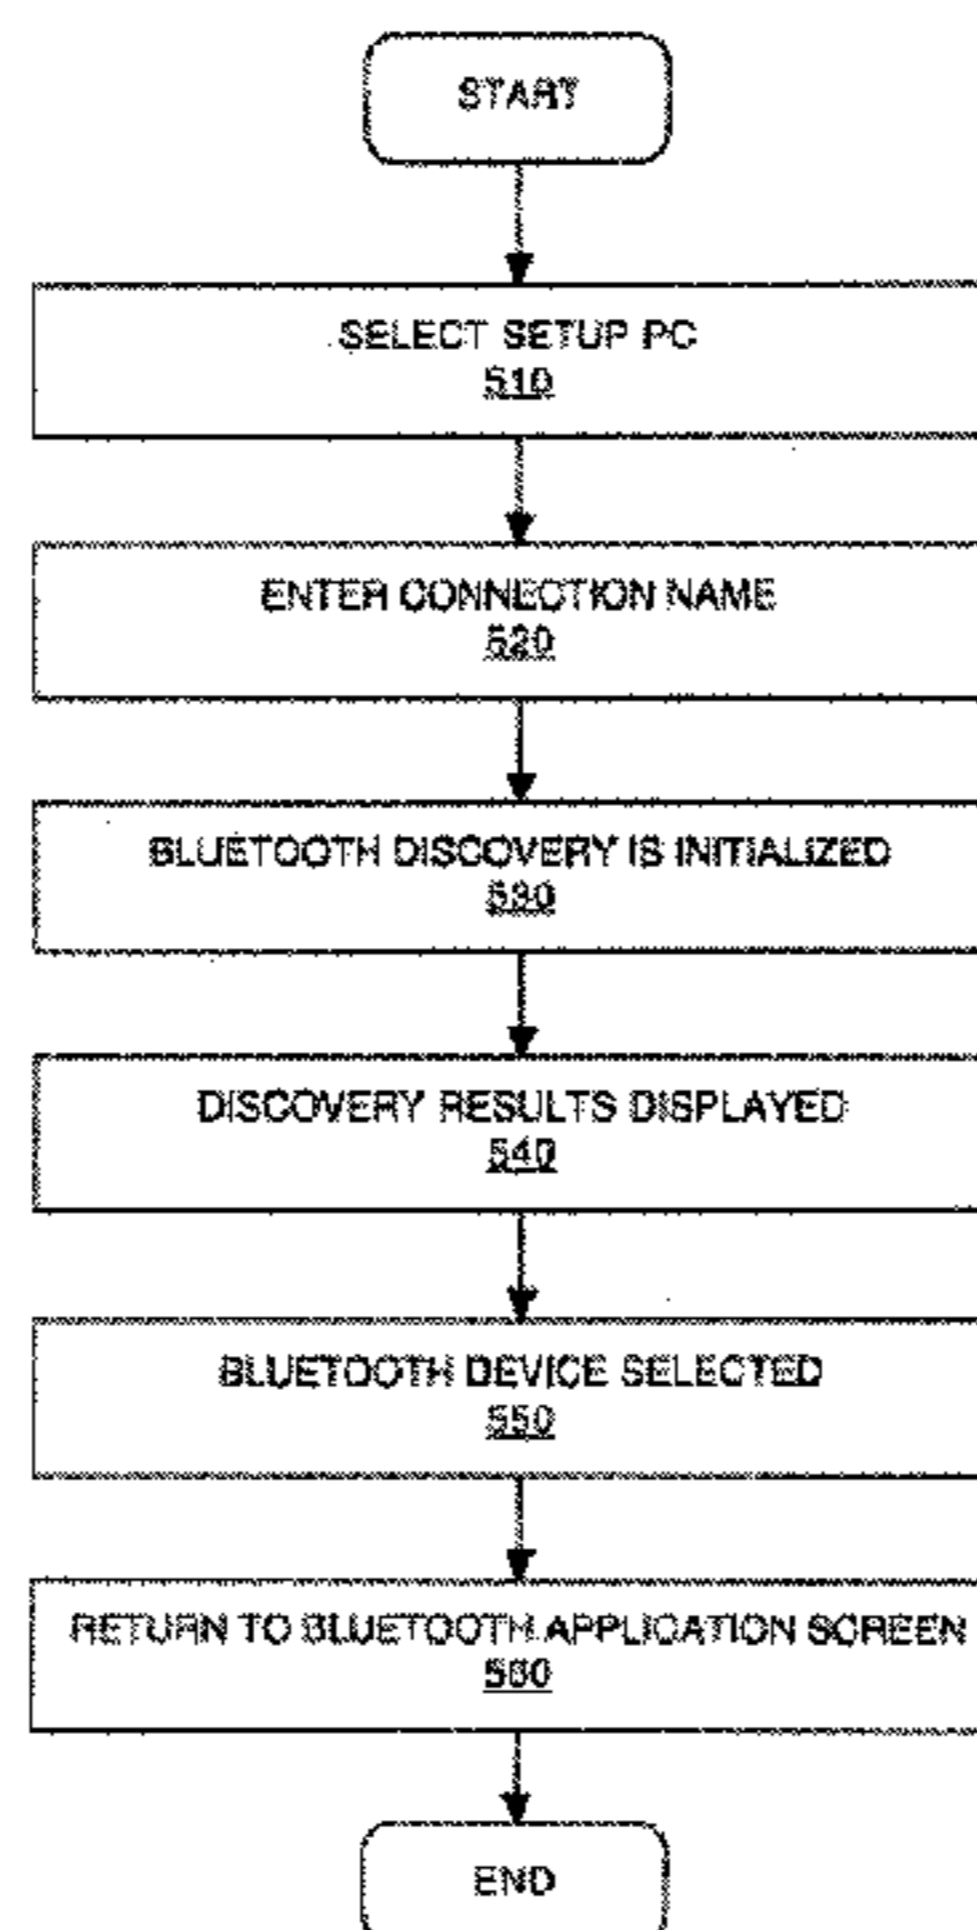 START
SELECT SETUP PC
510
ENTER CONNECTION NAME
520
BLUETOOTH DISCOVERY IS INITIALIZED
530
DISCOVERY RESULTS DISPLAYED
540
BLUETOOTH DEVICE SELECTED
550
RETURN TO BLUETOOTH APPLICATION SCREEN
560
END